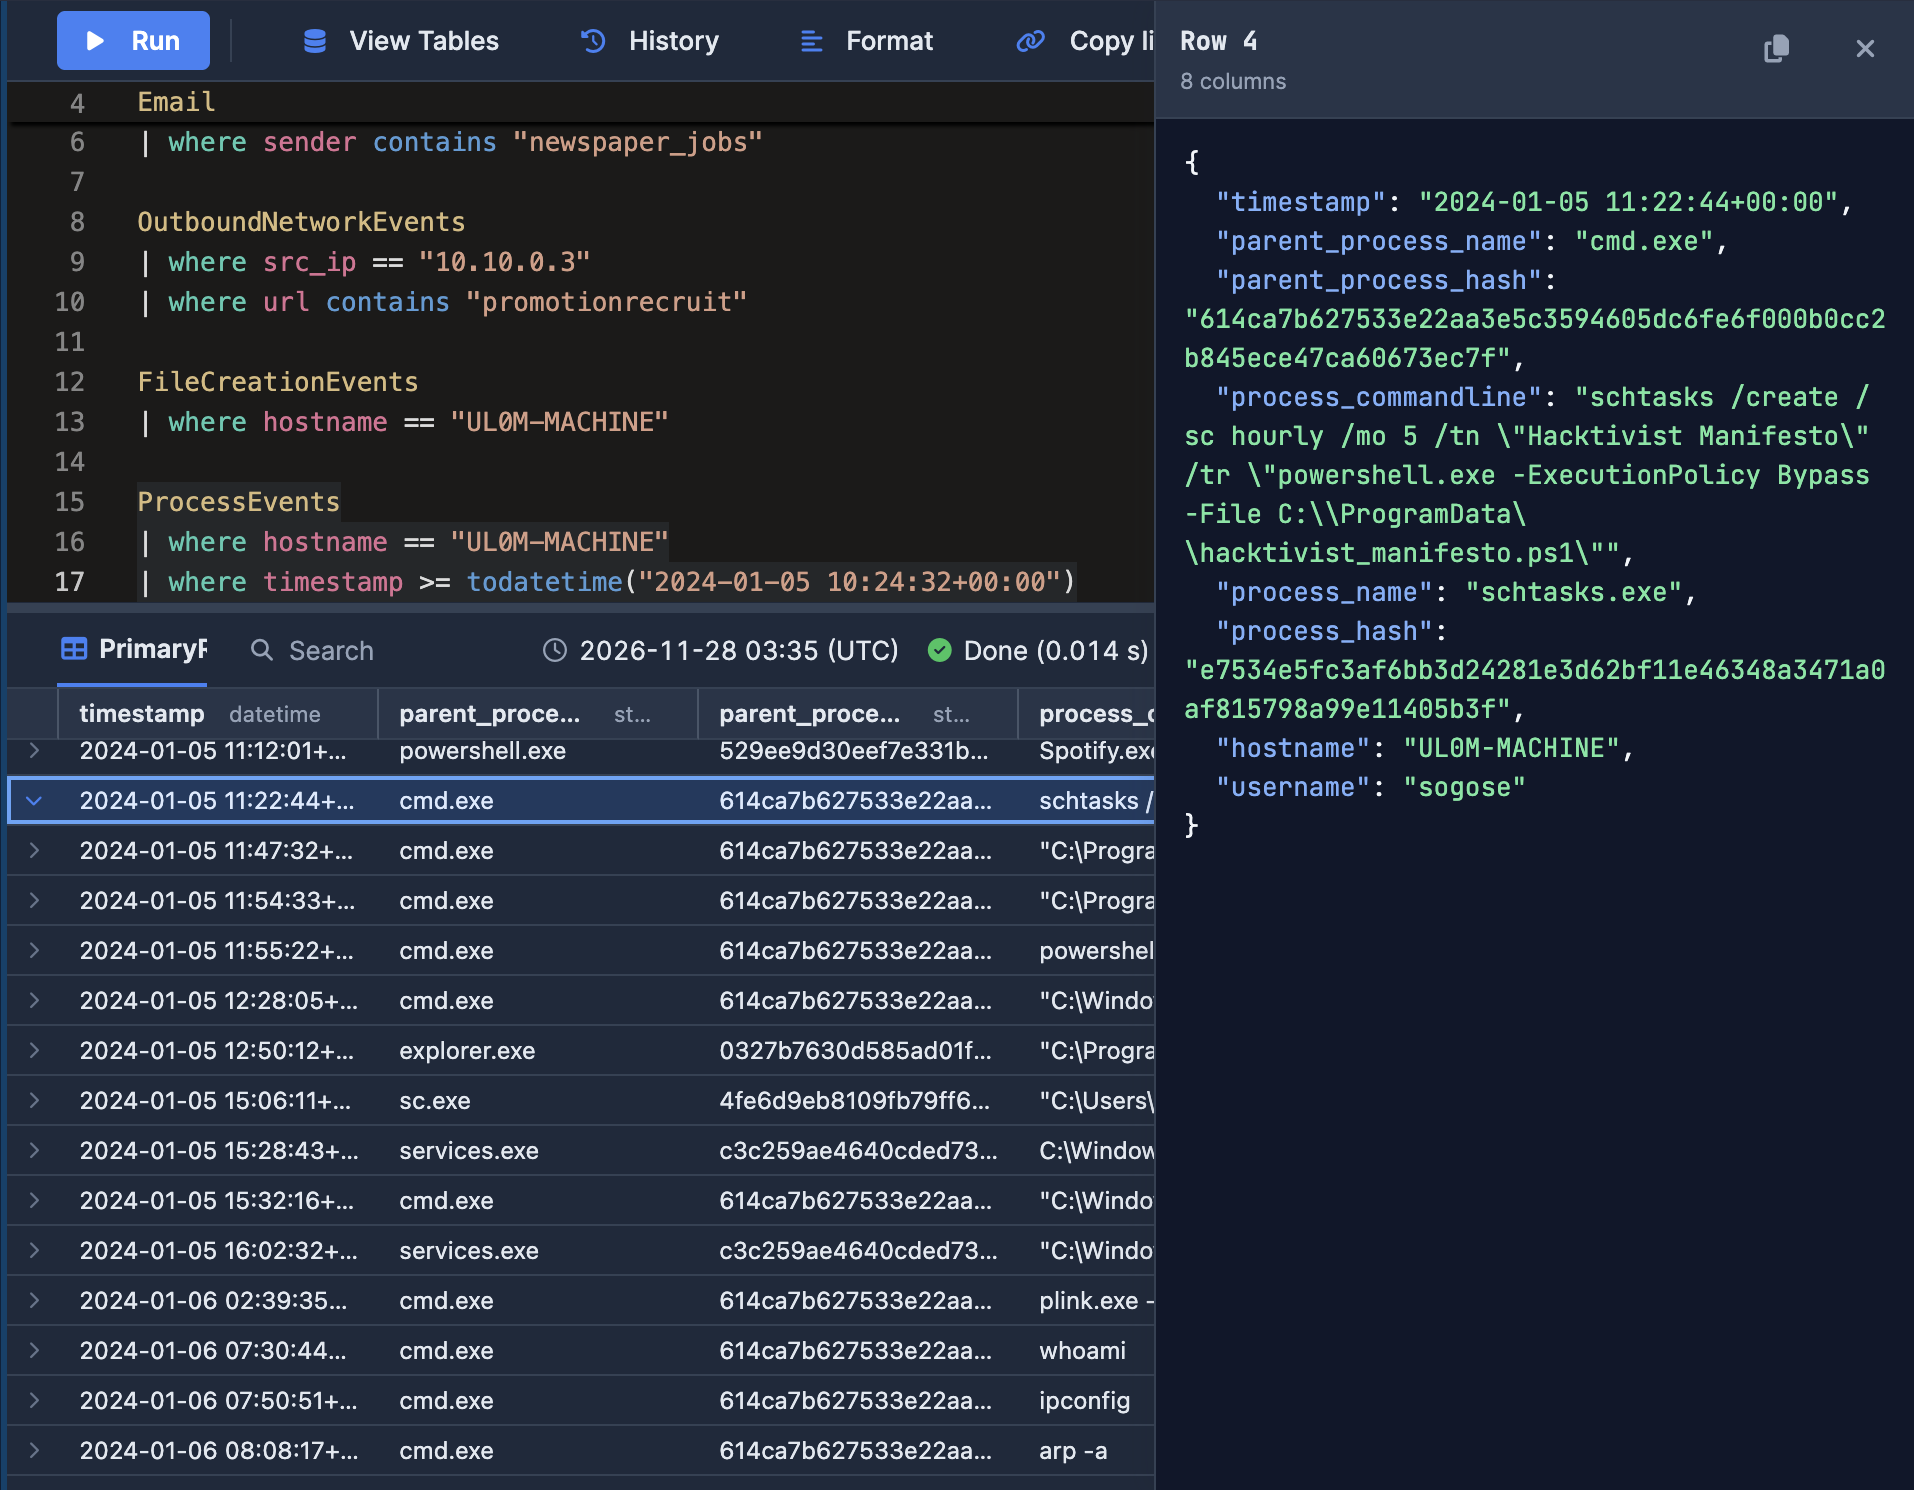 Run
View Tables
History
Format
Copy li
4 Email
6 | where sender contains "newspaper_jobs"
7
8 OutboundNetworkEvents
9 | where src_ip == "10.10.0.3"
10 | where url contains "promotionrecruit"
11
12 FileCreationEvents
13 | where hostname == "UL0M-MACHINE"
14
15 ProcessEvents
16 | where hostname == "UL0M-MACHINE"
17 | where timestamp >= todatetime("2024-01-05 10:24:32+00:00")
PrimaryR
Search
2026-11-28 03:35 (UTC)
Done (0.014 s)
timestamp datetime parent_proce... st... parent_proce... st... process_c
2024-01-05 11:12:01+... powershell.exe 529ee9d30eef7e331b... Spotify.exe
2024-01-05 11:22:44+... cmd.exe 614ca7b627533e22aa... schtasks /
2024-01-05 11:47:32+... cmd.exe 614ca7b627533e22aa... "C:\Progra
2024-01-05 11:54:33+... cmd.exe 614ca7b627533e22aa... "C:\Progra
2024-01-05 11:55:22+... cmd.exe 614ca7b627533e22aa... powershel
2024-01-05 12:28:05+... cmd.exe 614ca7b627533e22aa... "C:\Windo
2024-01-05 12:50:12+... explorer.exe 0327b7630d585ad01f... "C:\Progra
2024-01-05 15:06:11+... sc.exe 4fe6d9eb8109fb79ff6... "C:\Users\
2024-01-05 15:28:43+... services.exe c3c259ae4640cded73... C:\Window
2024-01-05 15:32:16+... cmd.exe 614ca7b627533e22aa... "C:\Windo
2024-01-05 16:02:32+... services.exe c3c259ae4640cded73... "C:\Windo
2024-01-06 02:39:35... cmd.exe 614ca7b627533e22aa... plink.exe -
2024-01-06 07:30:44... cmd.exe 614ca7b627533e22aa... whoami
2024-01-06 07:50:51+... cmd.exe 614ca7b627533e22aa... ipconfig
2024-01-06 08:08:17+... cmd.exe 614ca7b627533e22aa... arp -a
Row 4
8 columns
{
"timestamp": "2024-01-05 11:22:44+00:00",
"parent_process_name": "cmd.exe",
"parent_process_hash":
"614ca7b627533e22aa3e5c3594605dc6fe6f000b0cc2
b845ece47ca60673ec7f",
"process_commandline": "schtasks /create /
sc hourly /mo 5 /tn \"Hacktivist Manifesto\"
/tr \"powershell.exe -ExecutionPolicy Bypass
-File C:\\ProgramData\
\hacktivist_manifesto.ps1\"",
"process_name": "schtasks.exe",
"process_hash":
"e7534e5fc3af6bb3d24281e3d62bf11e46348a3471a0
af815798a99e11405b3f",
"hostname": "UL0M-MACHINE",
"username": "sogose"
}